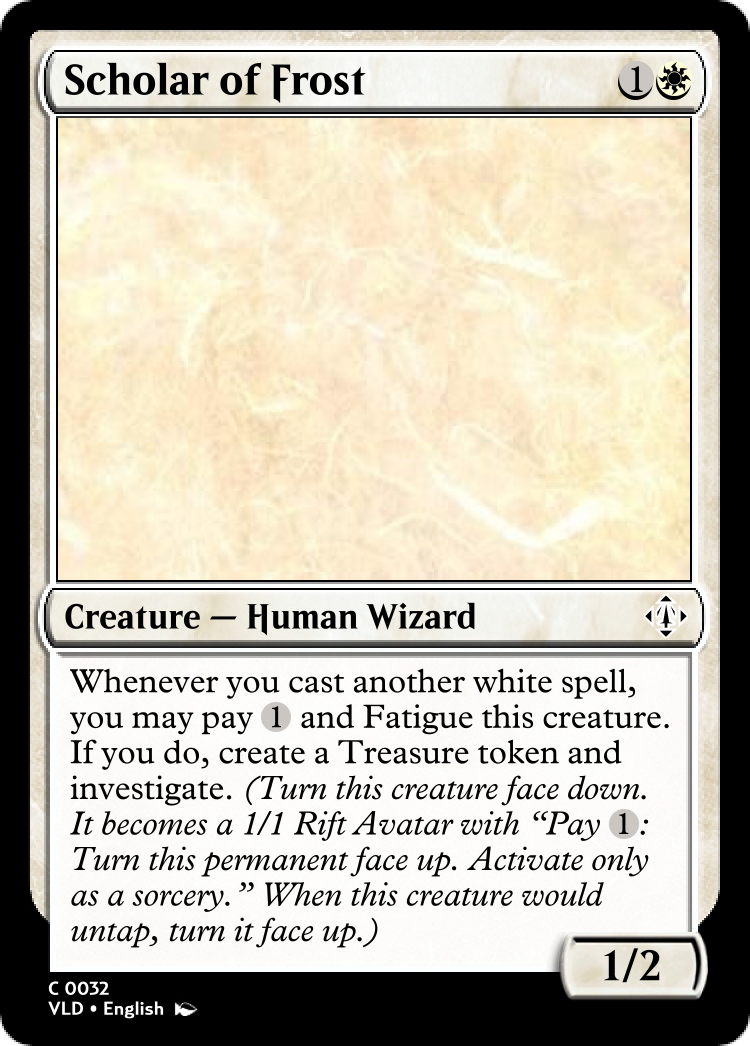 Scholar of Frost 1
Creature — Human Wizard
Whenever you cast another white spell,
you may pay 1 and Fatigue this creature.
If you do, create a Treasure token and
investigate. (Turn this creature face down.
It becomes a 1/1 Rift Avatar with “Pay 1:
Turn this permanent face up. Activate only
as a sorcery.” When this creature would
untap, turn it face up.)
1/2
C 0032
VLD • English